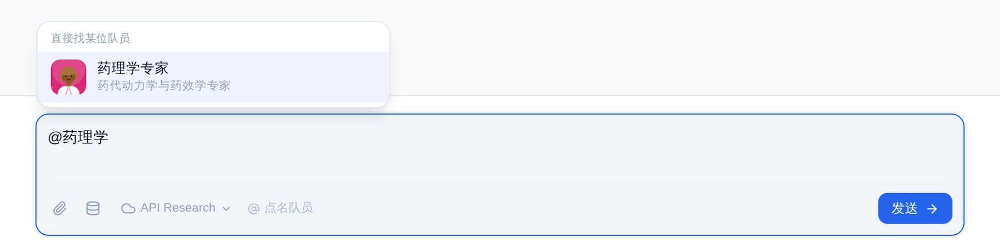 直接找某位队员
药理学专家
药代动力学与药效学专家
@药理学
API Research
@ 点名队员
发送